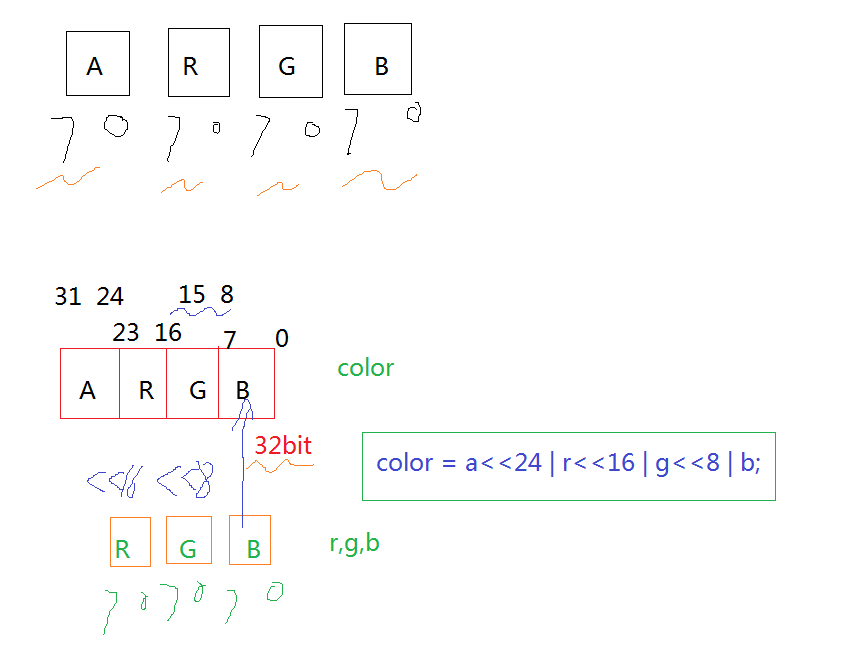 A R G B
7 0 7 0 7 0 7 0
31 24 15 8
23 16 7 0
A R G B
color
32bit
color = a<<24 | r<<16 | g<<8 | b;
<<16 <<8
R G B
r,g,b
7 0 7 0 7 0